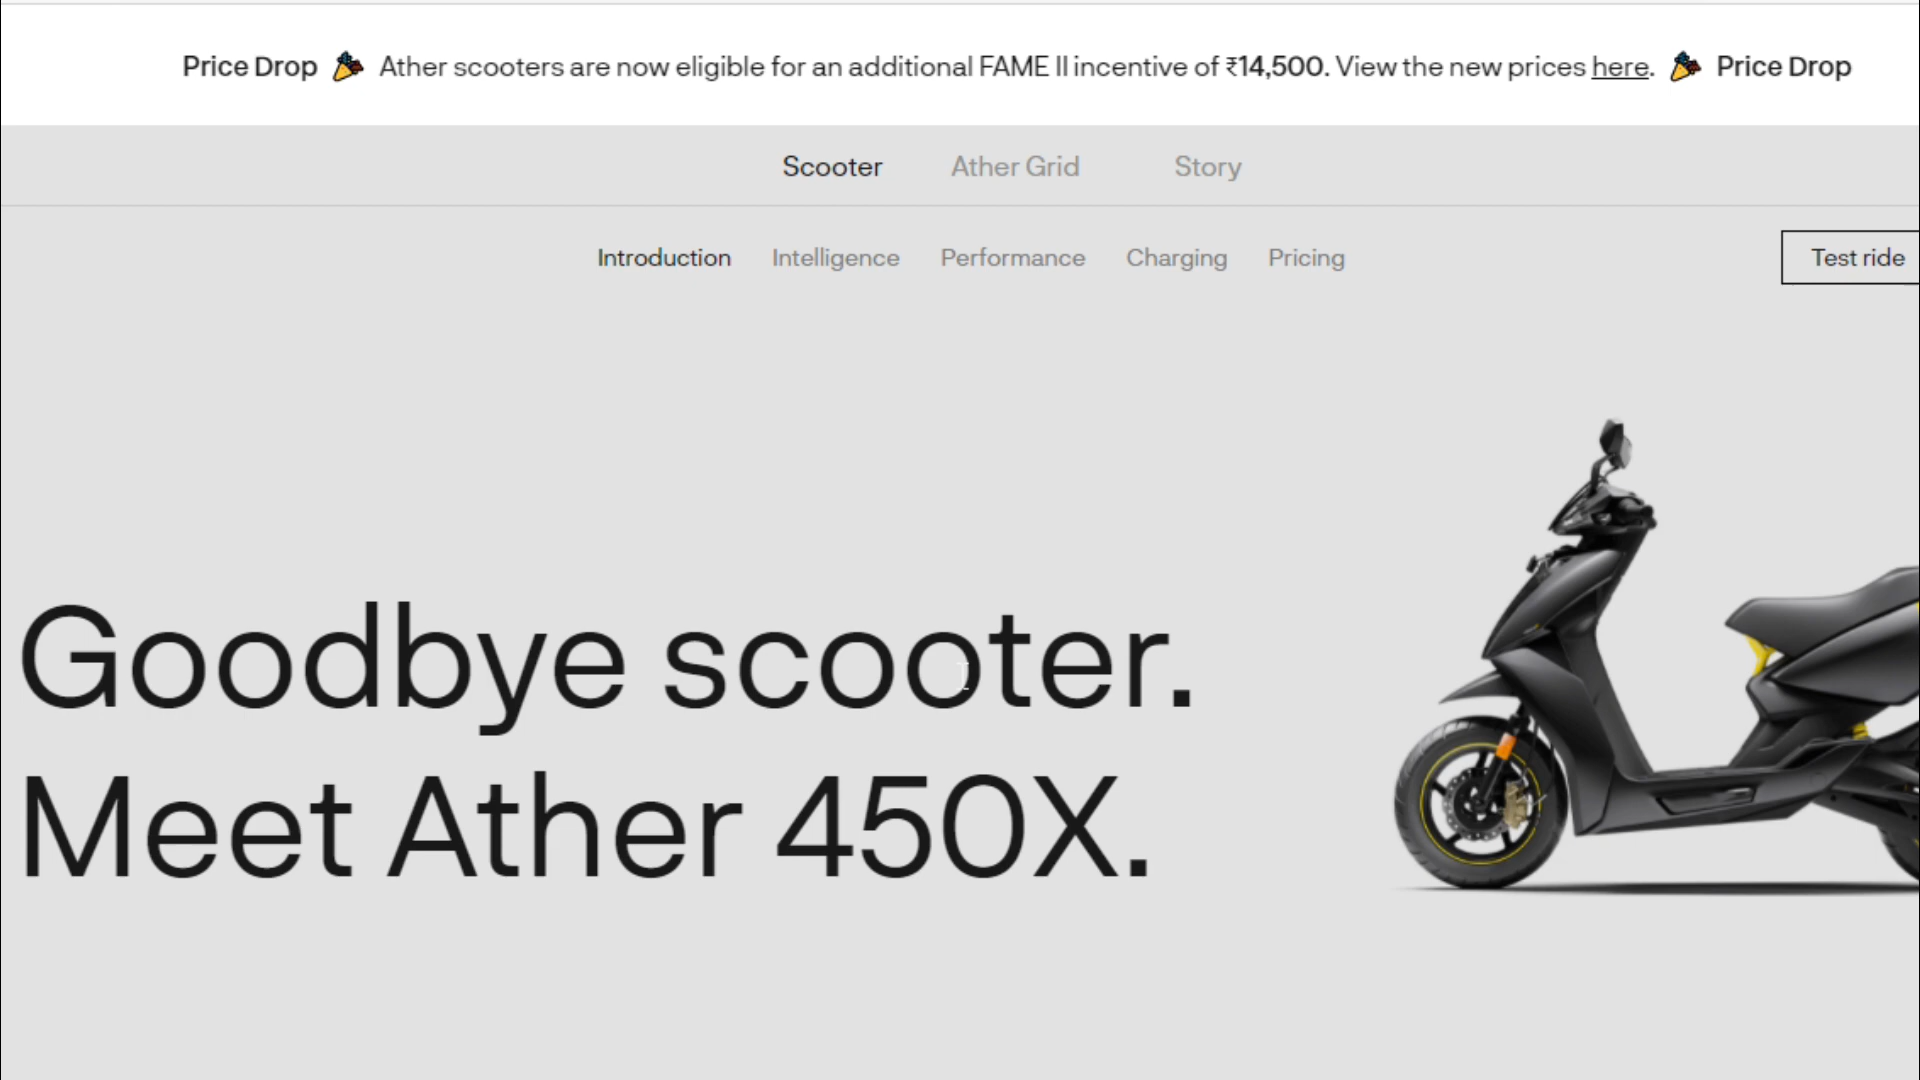 Price Drop 🎉 Ather scooters are now eligible for an additional FAME II incentive of ₹14,500. View the new prices here. 🎉 Price Drop
Scooter Ather Grid Story
Introduction Intelligence Performance Charging Pricing Test ride
Goodbye scooter.
Meet Ather 450X.